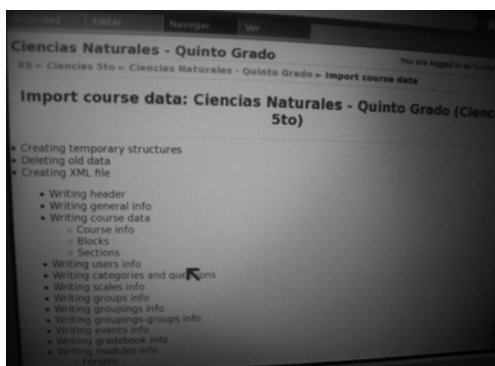 Actividad Editar Navegar Ver
Ciencias Naturales - Quinto Grado
You are logged in as
XS ► Ciencias 5to ► Ciencias Naturales - Quinto Grado ► Import course data
Import course data: Ciencias Naturales - Quinto Grado (Cienc
5to)
• Creating temporary structures
• Deleting old data
• Creating XML file
• Writing header
• Writing general info
• Writing course data
○ Course info
○ Blocks
○ Sections
• Writing users info
• Writing categories and questions
• Writing scales info
• Writing groups info
• Writing groupings info
• Writing groupings-groups info
• Writing events info
• Writing gradebook info
• Writing modules info
○ Forums